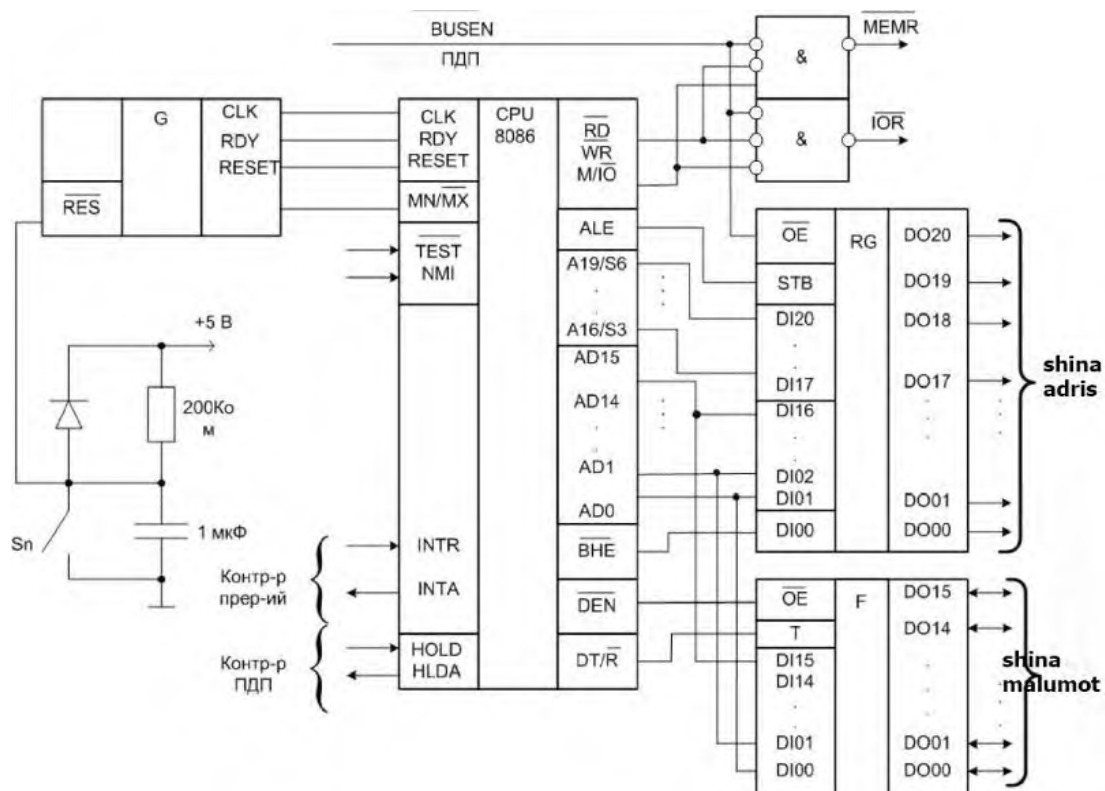 BUSEN
ПДП
&
MEMR
&
IOR
G
CLK
RDY
RESET
RES
CLK
RDY
RESET
MN/MX
TEST
NMI
INTR
INTA
HOLD
HLDA
CPU
8086
RD
WR
M/IO
ALE
A19/S6
A16/S3
AD15
AD14
AD1
AD0
BHE
DEN
DT/R
OE
STB
DI20
DI17
DI16
DI02
DI01
DI00
RG
DO20
DO19
DO18
DO17
DO01
DO00
shina
adris
OE
T
DI15
DI14
DI01
DI00
F
DO15
DO14
DO01
DO00
shina
malumot
+5 В
200Ко
м
1 мкФ
Sn
Контр-р
прер-ий
Контр-р
ПДП